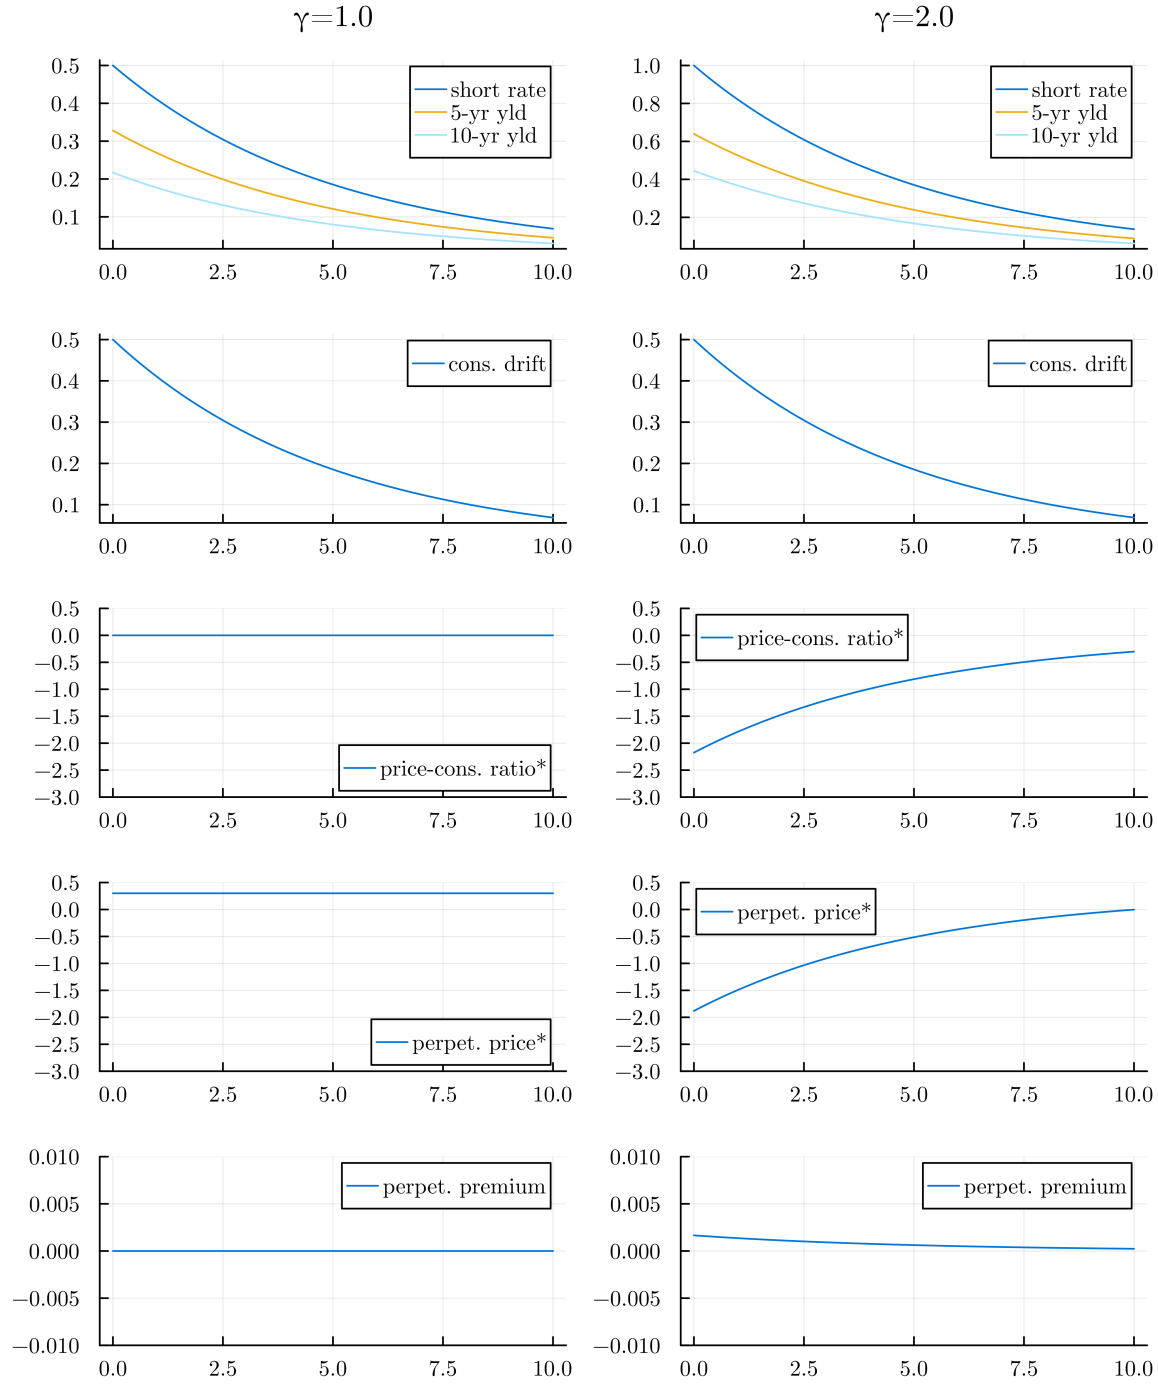 γ=1.0
γ=2.0
0.5
0.4
0.3
0.2
0.1
short rate
5-yr yld
10-yr yld
0.0 2.5 5.0 7.5 10.0
1.0
0.8
0.6
0.4
0.2
short rate
5-yr yld
10-yr yld
0.0 2.5 5.0 7.5 10.0
0.5
0.4
0.3
0.2
0.1
cons. drift
0.0 2.5 5.0 7.5 10.0
0.5
0.4
0.3
0.2
0.1
cons. drift
0.0 2.5 5.0 7.5 10.0
0.5
0.0
−0.5
−1.0
−1.5
−2.0
−2.5
−3.0
price-cons. ratio*
0.0 2.5 5.0 7.5 10.0
0.5
0.0
−0.5
−1.0
−1.5
−2.0
−2.5
−3.0
price-cons. ratio*
0.0 2.5 5.0 7.5 10.0
0.5
0.0
−0.5
−1.0
−1.5
−2.0
−2.5
−3.0
perpet. price*
0.0 2.5 5.0 7.5 10.0
0.5
0.0
−0.5
−1.0
−1.5
−2.0
−2.5
−3.0
perpet. price*
0.0 2.5 5.0 7.5 10.0
0.010
0.005
0.000
−0.005
−0.010
perpet. premium
0.0 2.5 5.0 7.5 10.0
0.010
0.005
0.000
−0.005
−0.010
perpet. premium
0.0 2.5 5.0 7.5 10.0